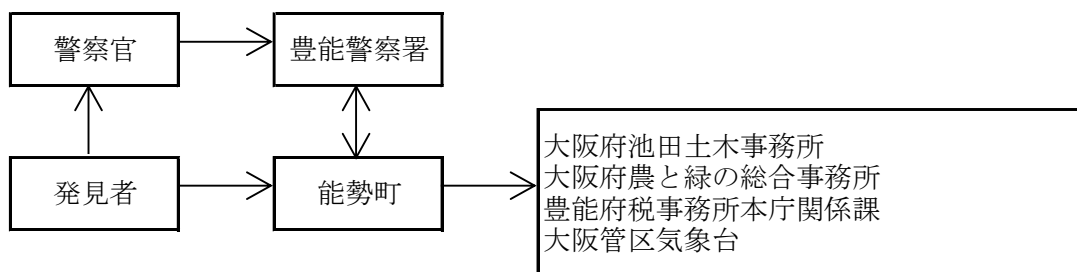 警察官
豊能警察署
発見者
能勢町
大阪府池田土木事務所
大阪府農と緑の総合事務所
豊能府税事務所本庁関係課
大阪管区気象台